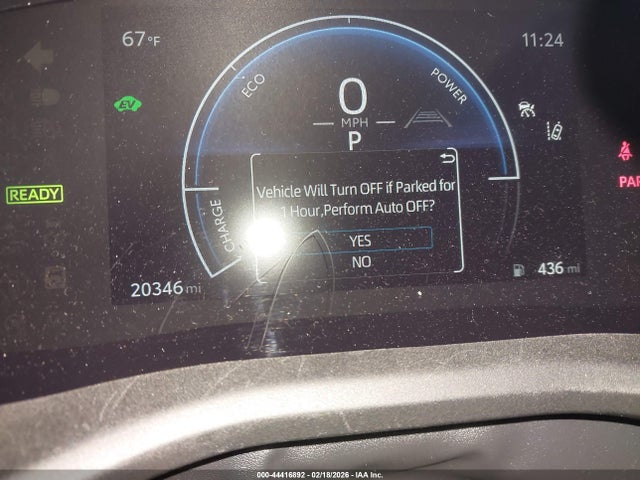 67°F
11:24
ECO
POWER
EV
0
MPH
P
READY
CHARGE
Vehicle Will Turn OFF if Parked for
1 Hour,Perform Auto OFF?
YES
NO
PAR
20346 mi
436 mi
000-44416892 - 02/18/2026 - IAA Inc.